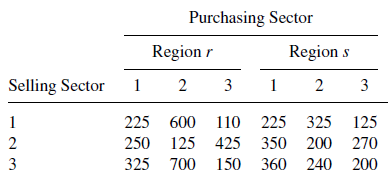 Purchasing Sector
Region r Region s
Selling Sector 1 2 3 1 2 3
1 225 600 110 225 325 125
2 250 125 425 350 200 270
3 325 700 150 360 240 200